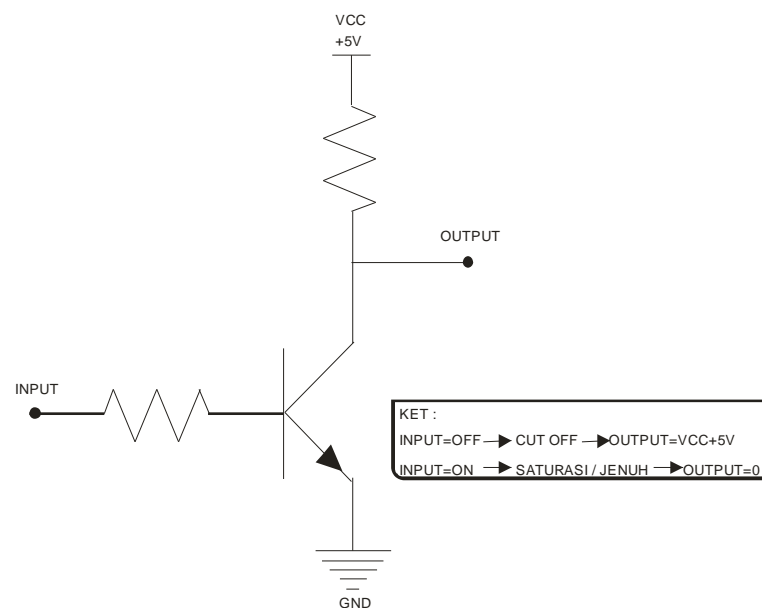 VCC
+5V
OUTPUT
INPUT
KET :
INPUT=OFF CUT OFF OUTPUT=VCC+5V
INPUT=ON SATURASI / JENUH OUTPUT=0
GND